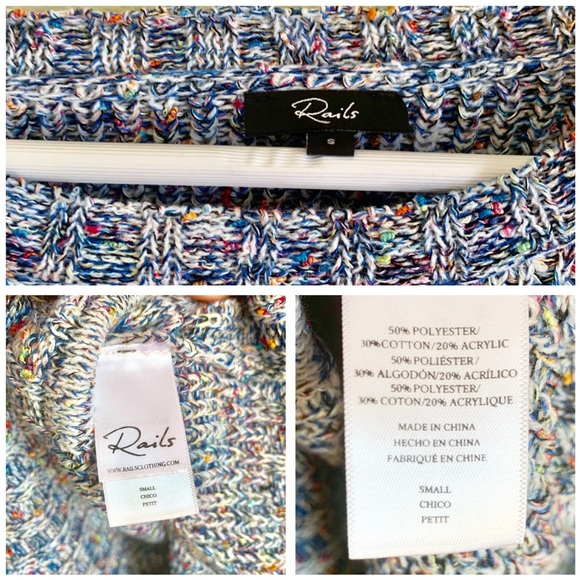 Rails
S
Rails
WWW.RAILSCLOTHING.COM
SMALL
CHICO
PETIT
50% POLYESTER/
30% COTTON/20% ACRYLIC
50% POLIÉSTER/
30% ALGODÓN/20% ACRÍLICO
50% POLYESTER/
30% COTON/20% ACRYLIQUE
MADE IN CHINA
HECHO EN CHINA
FABRIQUÉ EN CHINE
SMALL
CHICO
PETIT